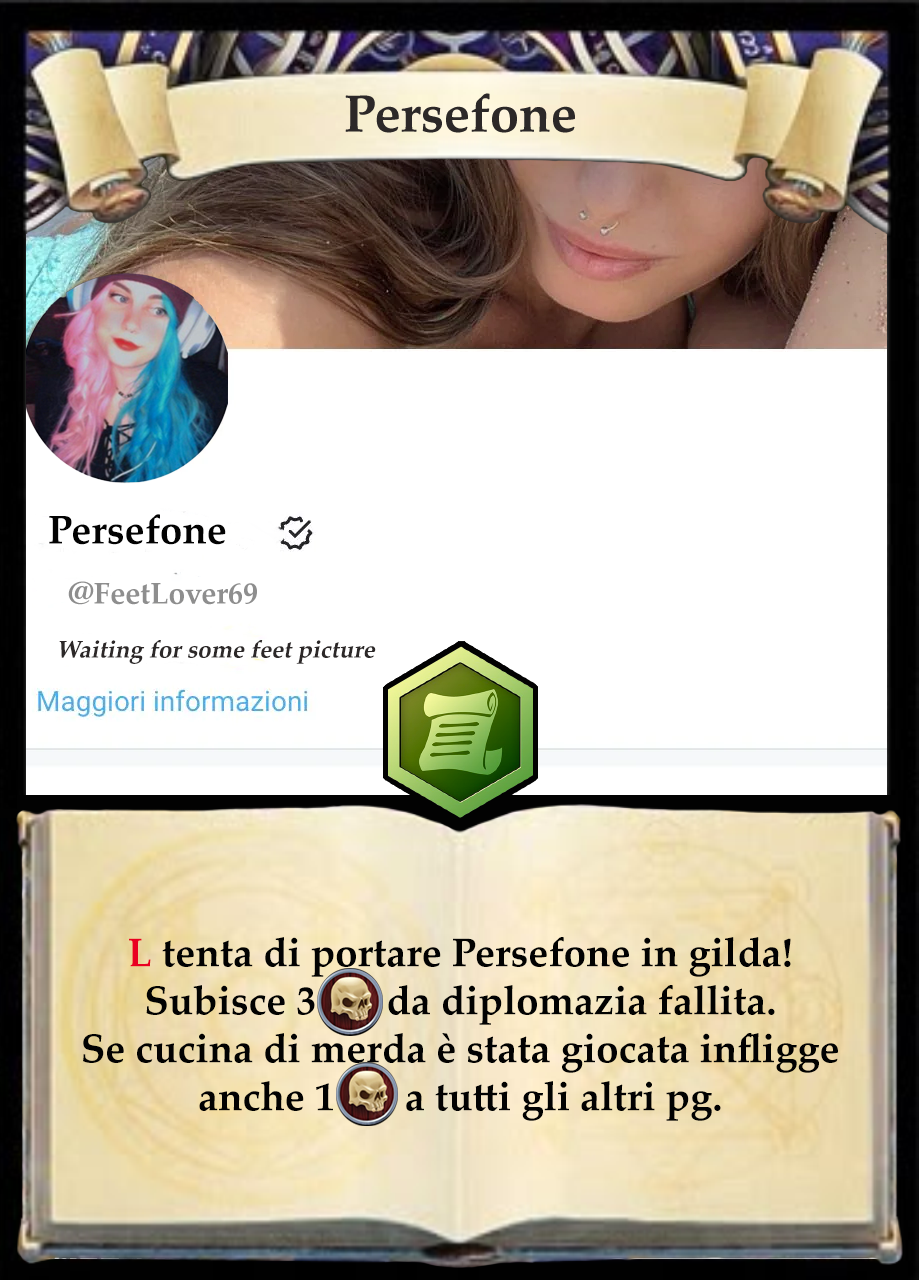 Persefone
Persefone
@FeetLover69
Waiting for some feet picture
Maggiori informazioni
L tenta di portare Persefone in gilda!
Subisce 3 da diplomazia fallita.
Se cucina di merda è stata giocata infligge
anche 1 a tutti gli altri pg.